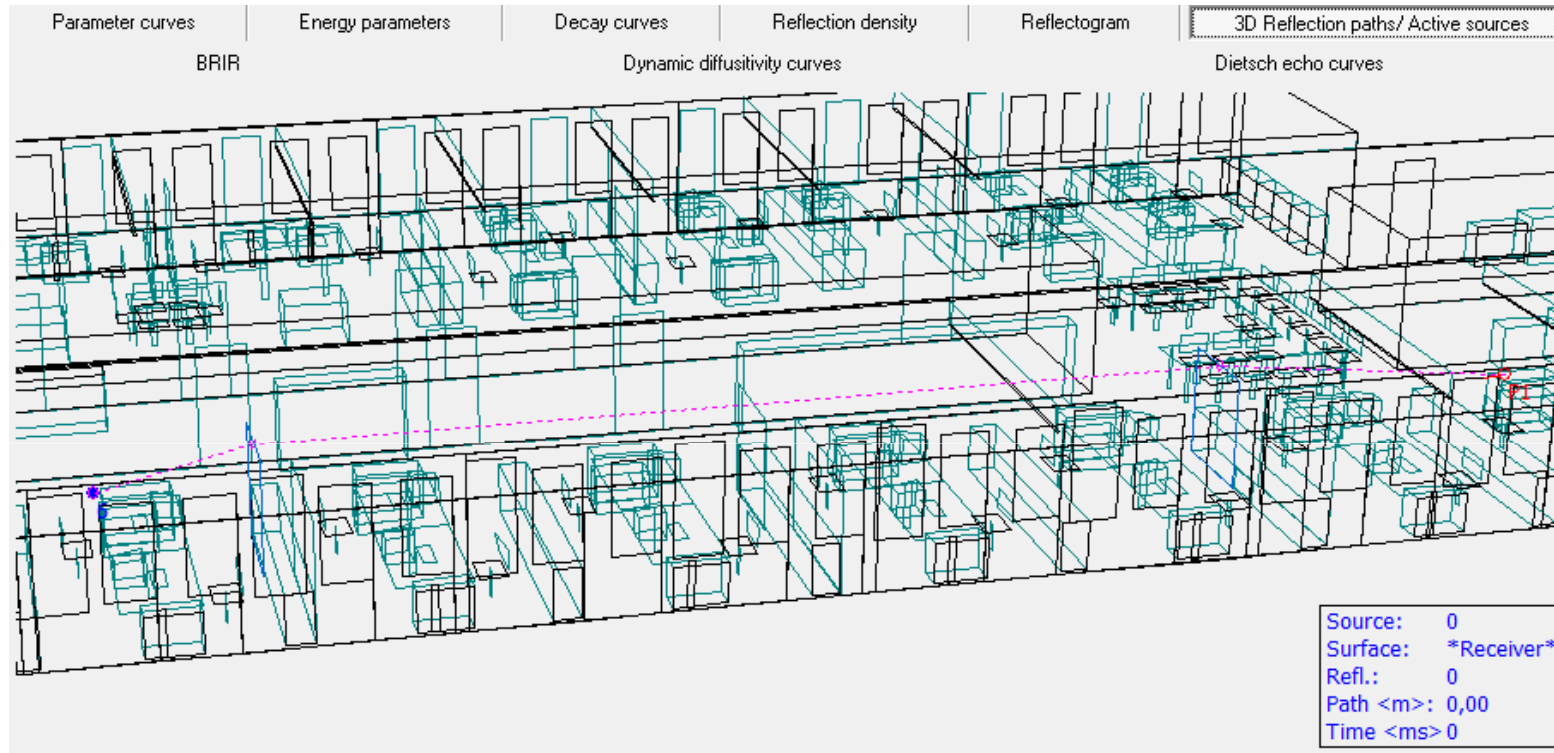 Parameter curves Energy parameters Decay curves Reflection density Reflectogram 3D Reflection paths/ Active sources
BRIR Dynamic diffusitivity curves Dietsch echo curves
P1
Source: 0
Surface: *Receiver*
Refl.: 0
Path <m>: 0,00
Time <ms> 0